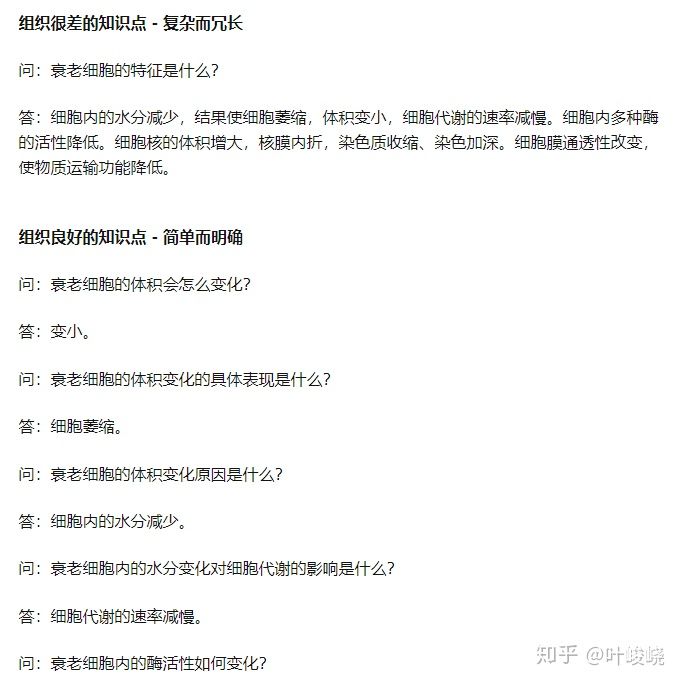 组织很差的知识点 - 复杂而冗长
问：衰老细胞的特征是什么？
答：细胞内的水分减少，结果使细胞萎缩，体积变小，细胞代谢的速率减慢。细胞内多种酶
的活性降低。细胞核的体积增大，核膜内折，染色质收缩、染色加深。细胞膜通透性改变，
使物质运输功能降低。
组织良好的知识点 - 简单而明确
问：衰老细胞的体积会怎么变化？
答：变小。
问：衰老细胞的体积变化的具体表现是什么？
答：细胞萎缩。
问：衰老细胞的体积变化原因是什么？
答：细胞内的水分减少。
问：衰老细胞内的水分变化对细胞代谢的影响是什么？
答：细胞代谢的速率减慢。
问：衰老细胞内的酶活性如何变化？
知乎 @叶峻峣